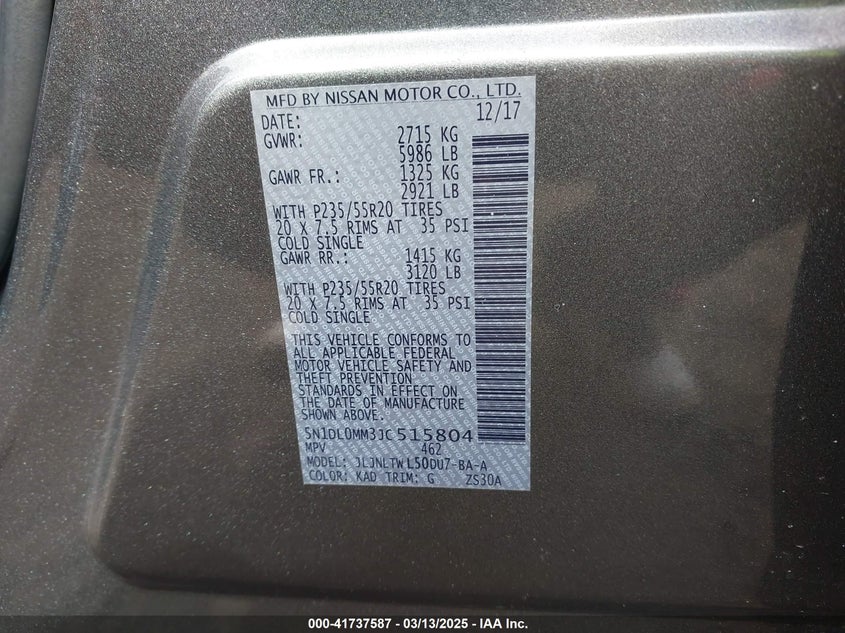 MFD BY NISSAN MOTOR CO., LTD.
DATE: 12/17
GVWR: 2715 KG
5986 LB
GAWR FR.: 1325 KG
2921 LB
WITH P235/55R20 TIRES
20 X 7.5 RIMS AT 35 PSI
COLD SINGLE
GAWR RR.: 1415 KG
3120 LB
WITH P235/55R20 TIRES
20 X 7.5 RIMS AT 35 PSI
COLD SINGLE
THIS VEHICLE CONFORMS TO
ALL APPLICABLE FEDERAL
MOTOR VEHICLE SAFETY AND
THEFT PREVENTION
STANDARDS IN EFFECT ON
THE DATE OF MANUFACTURE
SHOWN ABOVE.
5N1DL0MM3JC515804
MPV 462
MODEL: JLJNLTWL50DU7-BA-A
COLOR: KAD TRIM: G ZS30A
000-41737587 - 03/13/2025 - IAA Inc.